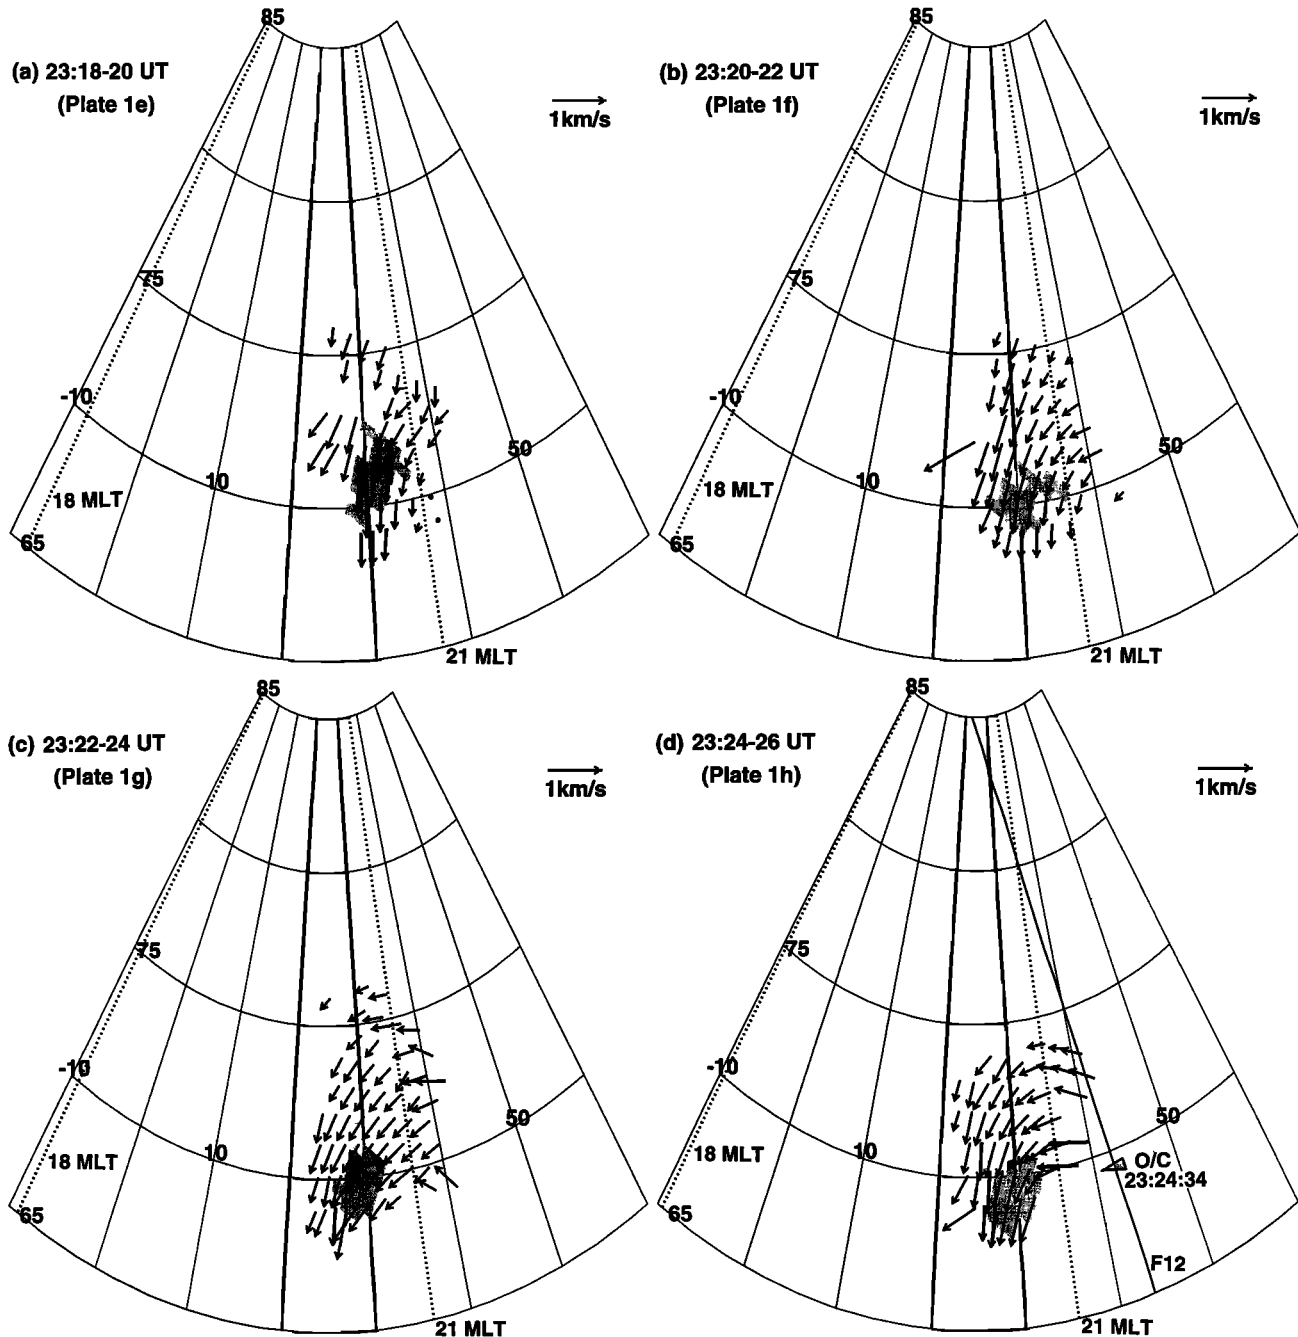 85
(a) 23:18-20 UT
(Plate 1e)
1km/s
75
-10
50
10
18 MLT
65
21 MLT
85
(b) 23:20-22 UT
(Plate 1f)
1km/s
75
-10
50
10
18 MLT
65
21 MLT
85
(c) 23:22-24 UT
(Plate 1g)
1km/s
75
-10
50
10
18 MLT
65
21 MLT
85
(d) 23:24-26 UT
(Plate 1h)
1km/s
75
-10
50
10
18 MLT
O/C
23:24:34
65
F12
21 MLT